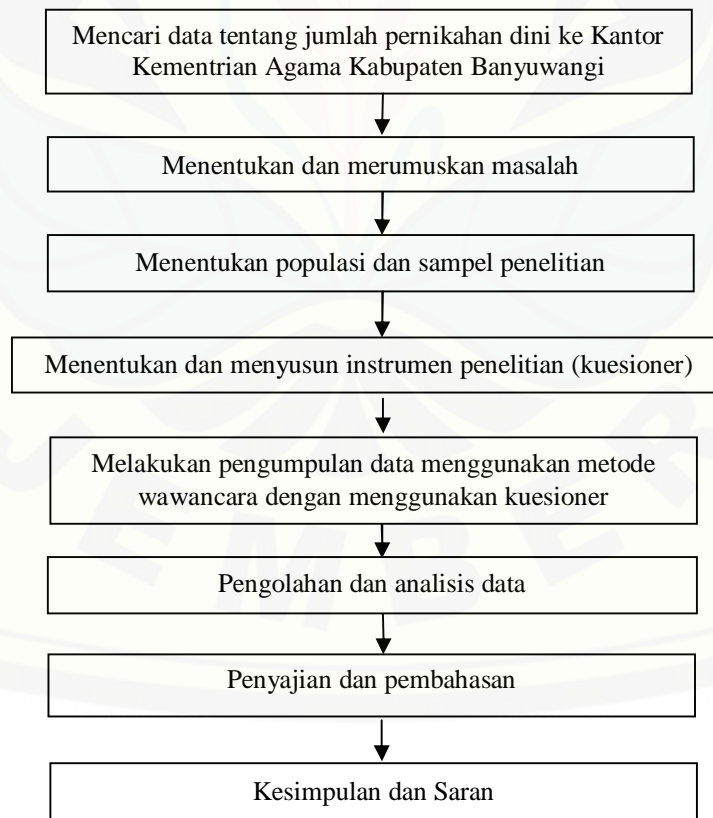 Mencari data tentang jumlah pernikahan dini ke Kantor
Kementrian Agama Kabupaten Banyuwangi
Menentukan dan merumuskan masalah
Menentukan populasi dan sampel penelitian
Menentukan dan menyusun instrumen penelitian (kuesioner)
JEMBER
Melakukan pengumpulan data menggunakan metode
wawancara dengan menggunakan kuesioner
Pengolahan dan analisis data
Penyajian dan pembahasan
Kesimpulan dan Saran